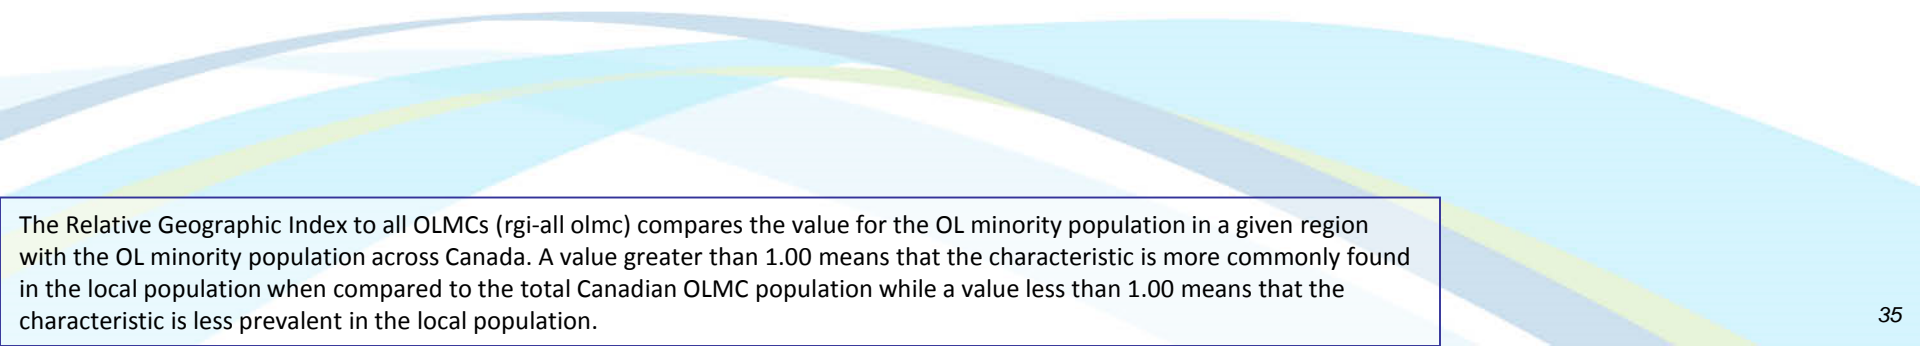 The Relative Geographic Index to all OLMCs (rgi-all olmc) compares the value for the OL minority population in a given region
with the OL minority population across Canada. A value greater than 1.00 means that the characteristic is more commonly found
in the local population when compared to the total Canadian OLMC population while a value less than 1.00 means that the
characteristic is less prevalent in the local population.
35